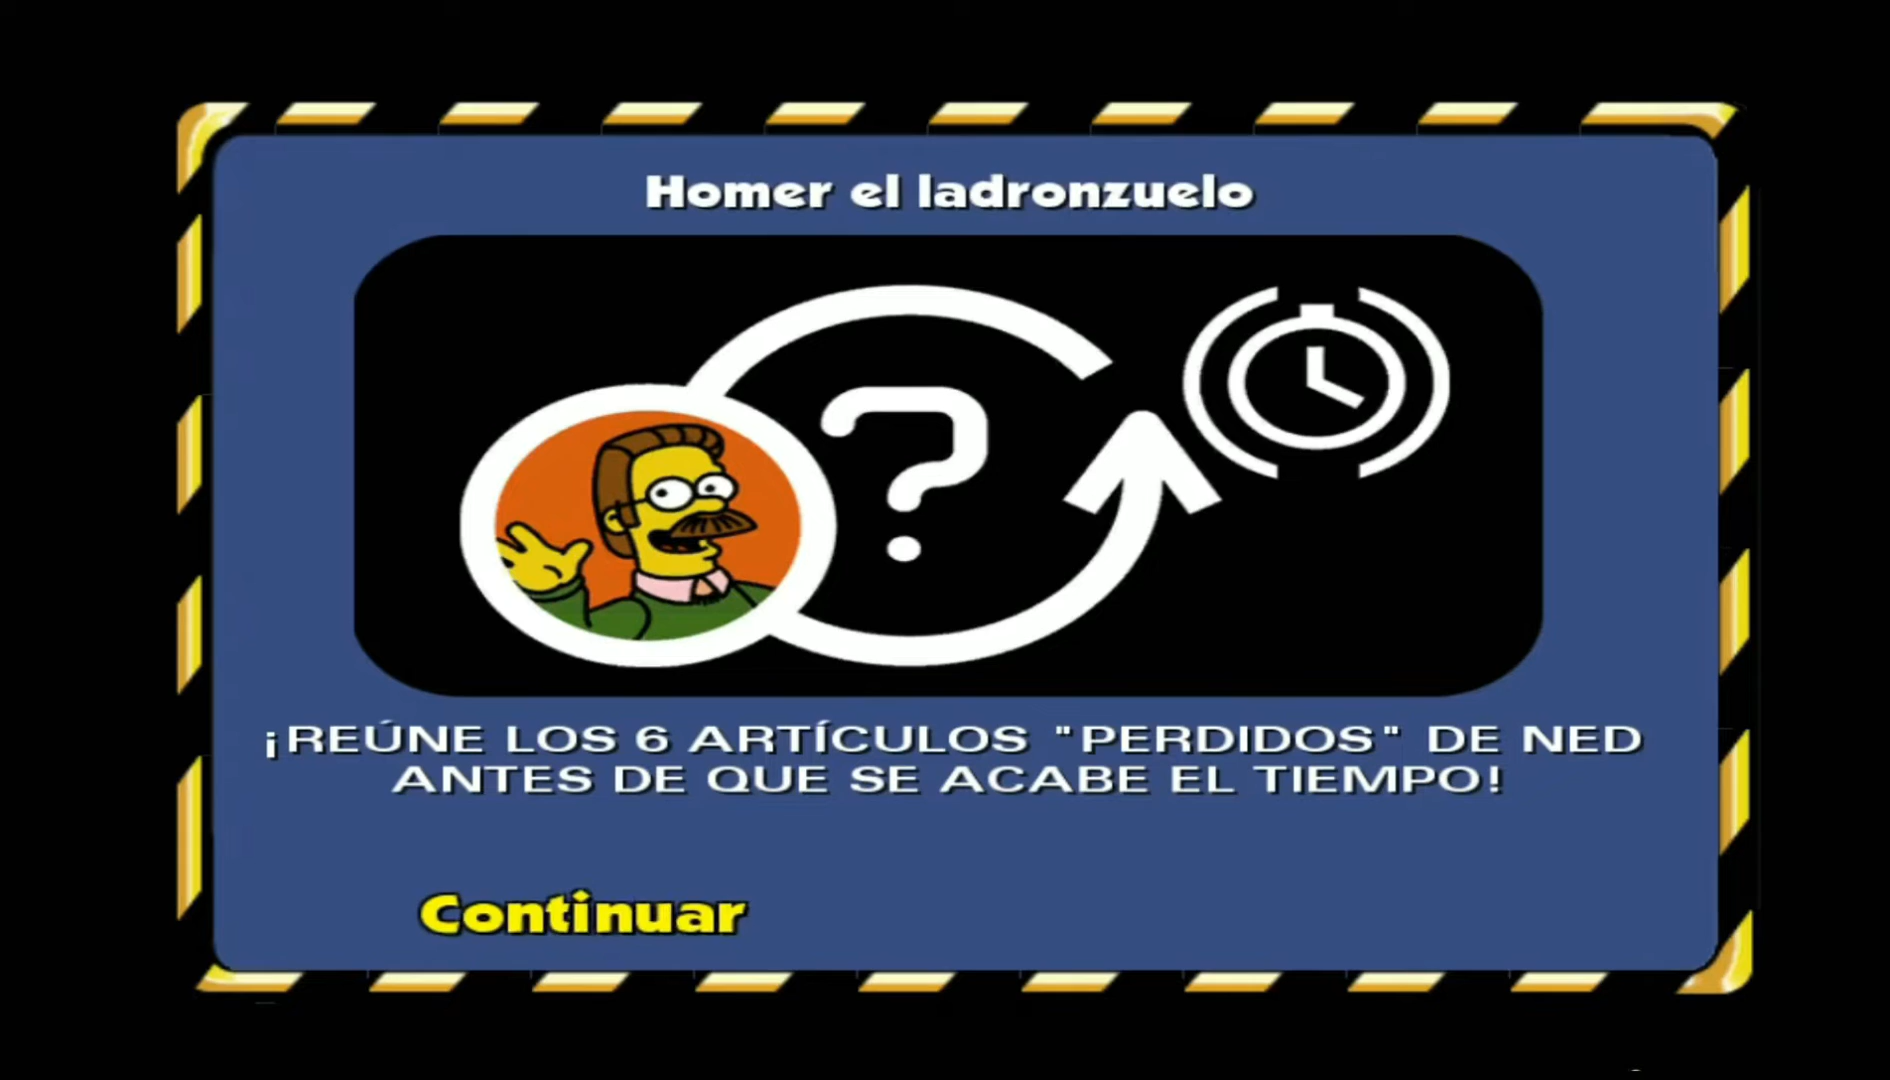 Homer el ladronzuelo
¡REÚNE LOS 6 ARTÍCULOS "PERDIDOS" DE NED
ANTES DE QUE SE ACABE EL TIEMPO!
Continuar